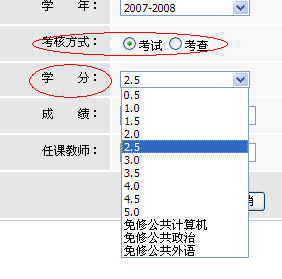 学 年： 2007-2008
考核方式： 考试 考查
学 分： 2.5
0.5
1.0
1.5
2.0
2.5
3.0
3.5
4.0
4.5
5.0
成 绩：
任课教师：
免修公共计算机
免修公共政治
免修公共外语
消